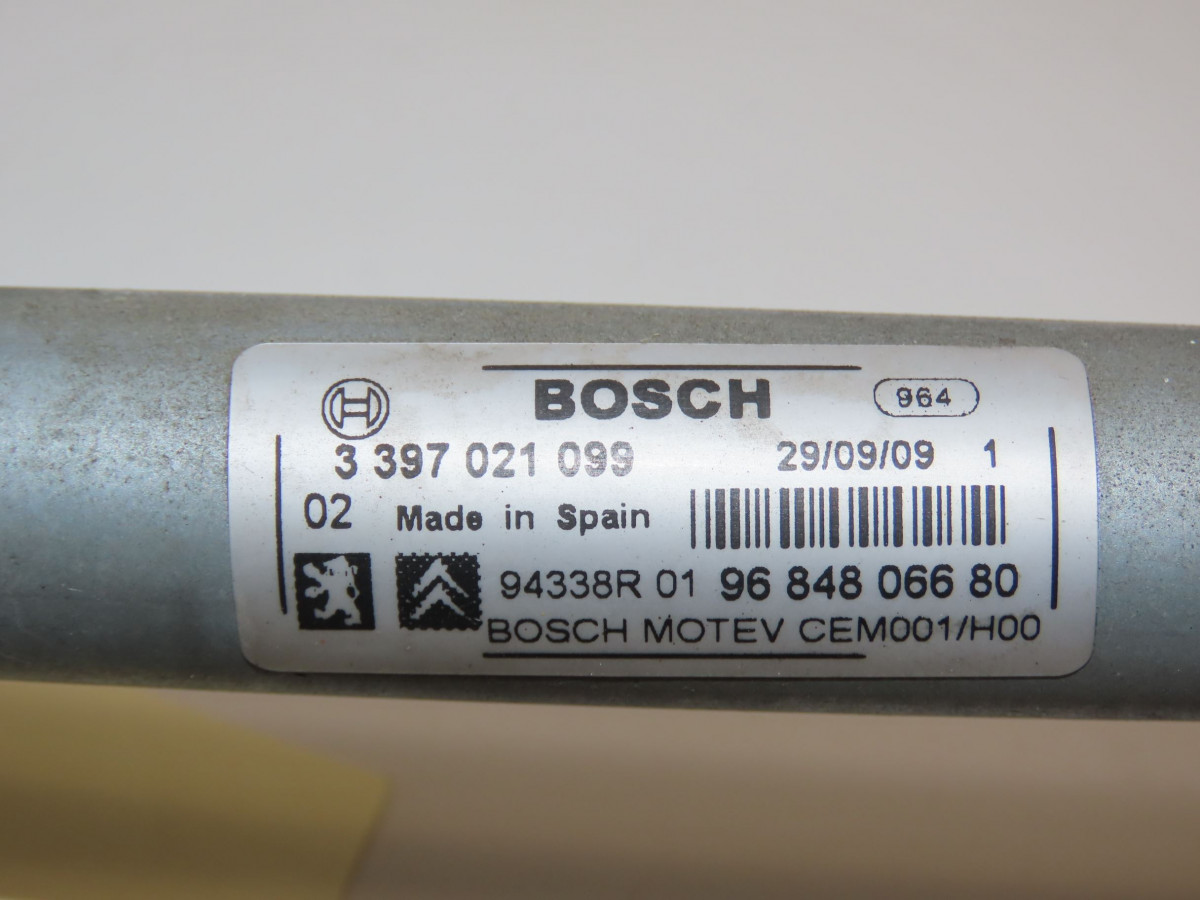 BOSCH 964
3 397 021 099 29/09/09 1
02 Made in Spain
94338R 01 96 848 066 80
BOSCH MOTEV CEM001/H00